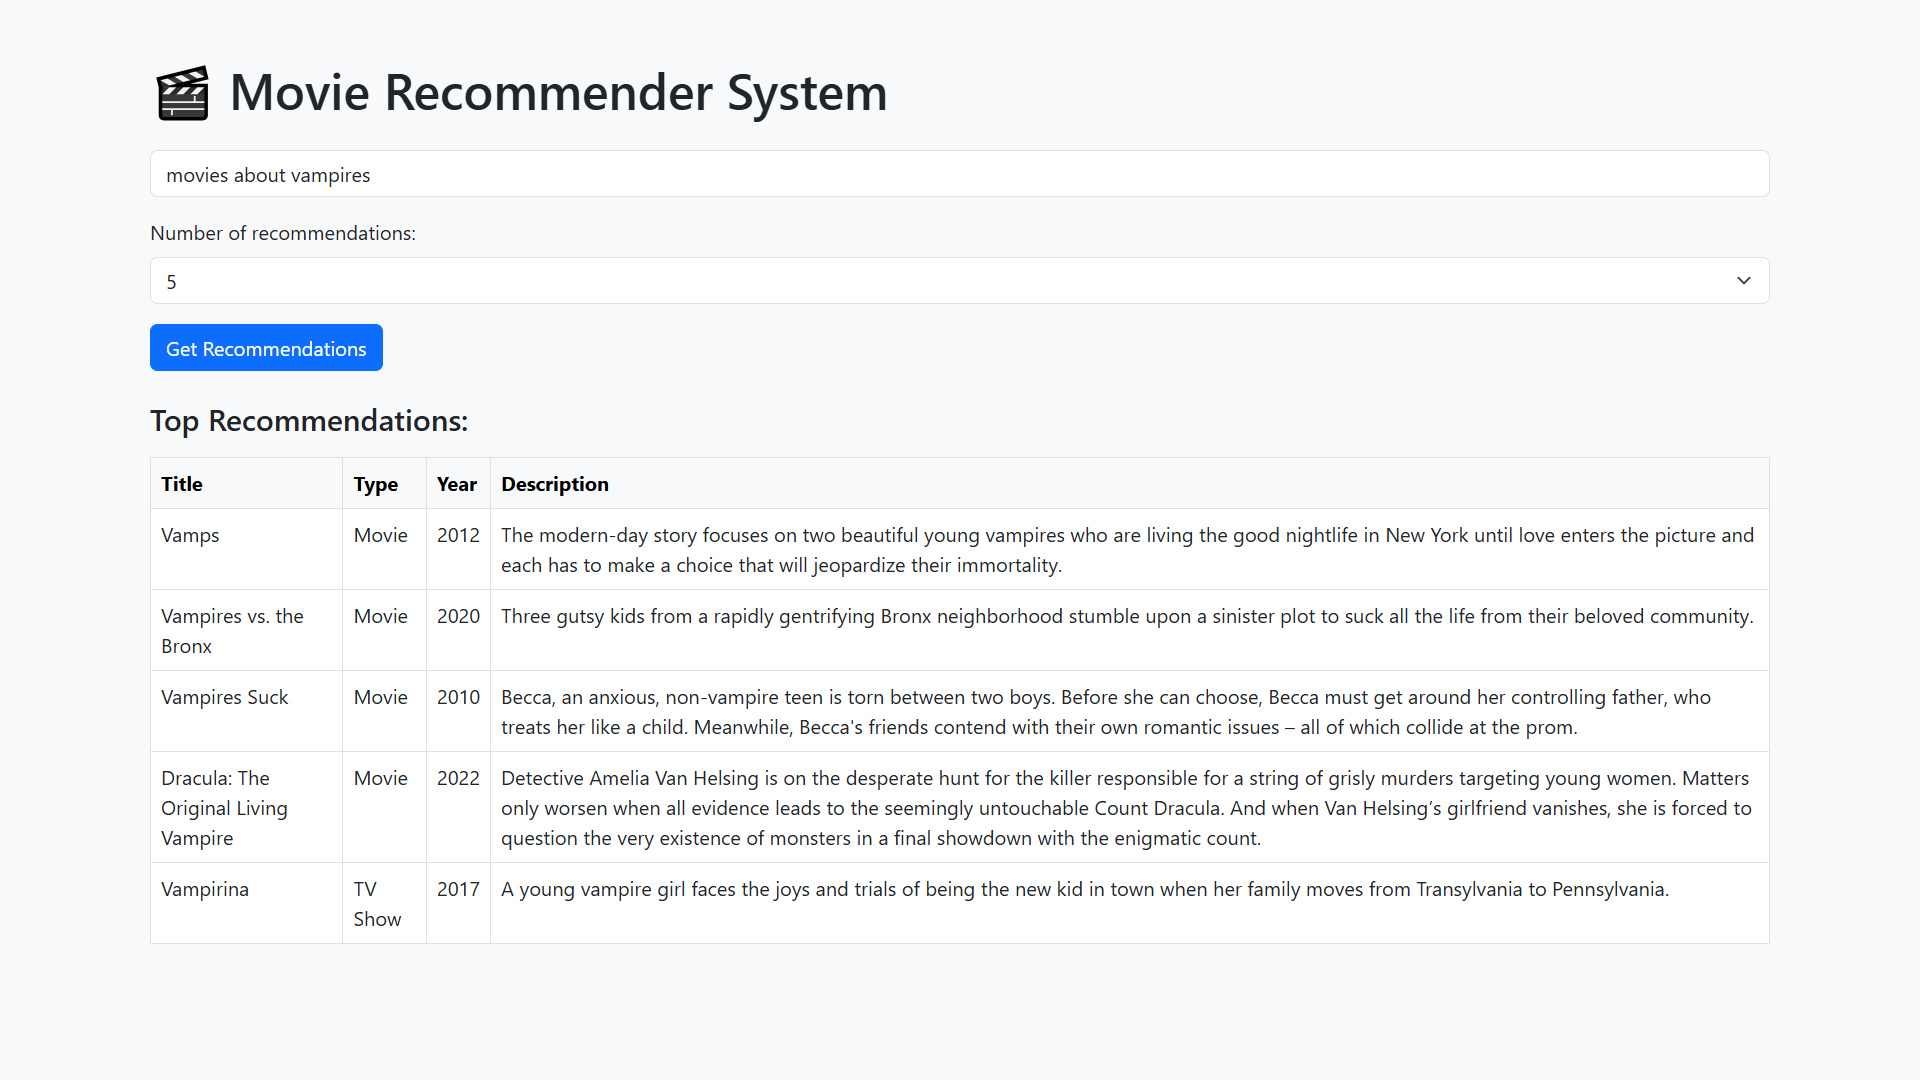 Movie Recommender System
movies about vampires
Number of recommendations:
5
Get Recommendations
Top Recommendations:
Title Type Year Description
Vamps Movie 2012 The modern-day story focuses on two beautiful young vampires who are living the good nightlife in New York until love enters the picture and
each has to make a choice that will jeopardize their immortality.
Vampires vs. the Movie 2020 Three gutsy kids from a rapidly gentrifying Bronx neighborhood stumble upon a sinister plot to suck all the life from their beloved community.
Bronx
Vampires Suck Movie 2010 Becca, an anxious, non-vampire teen is torn between two boys. Before she can choose, Becca must get around her controlling father, who
treats her like a child. Meanwhile, Becca's friends contend with their own romantic issues – all of which collide at the prom.
Dracula: The Movie 2022 Detective Amelia Van Helsing is on the desperate hunt for the killer responsible for a string of grisly murders targeting young women. Matters
Original Living only worsen when all evidence leads to the seemingly untouchable Count Dracula. And when Van Helsing’s girlfriend vanishes, she is forced to
Vampire question the very existence of monsters in a final showdown with the enigmatic count.
Vampirina TV 2017 A young vampire girl faces the joys and trials of being the new kid in town when her family moves from Transylvania to Pennsylvania.
Show